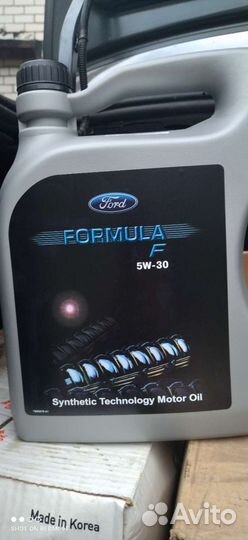 Ford
FORMULA
F
5W-30
Synthetic Technology Motor Oil
Made in Korea
Avito